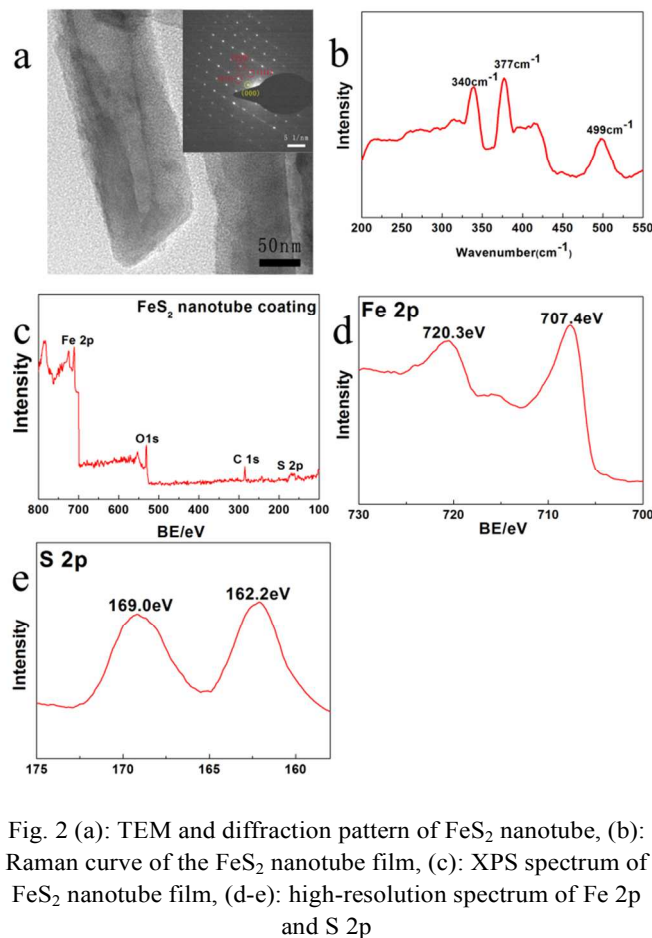 a
(000)
5 1/nm
50nm
b
340cm⁻¹
377cm⁻¹
499cm⁻¹
Intensity
200 250 300 350 400 450 500 550
Wavenumber(cm⁻¹)
c
FeS₂ nanotube coating
Fe 2p
O1s
C 1s
S 2p
Intensity
800 700 600 500 400 300 200 100
BE/eV
d
Fe 2p
720.3eV
707.4eV
Intensity
730 720 710 700
BE/eV
e
S 2p
169.0eV
162.2eV
Intensity
175 170 165 160
Fig. 2 (a): TEM and diffraction pattern of FeS₂ nanotube, (b):
Raman curve of the FeS₂ nanotube film, (c): XPS spectrum of
FeS₂ nanotube film, (d-e): high-resolution spectrum of Fe 2p
and S 2p